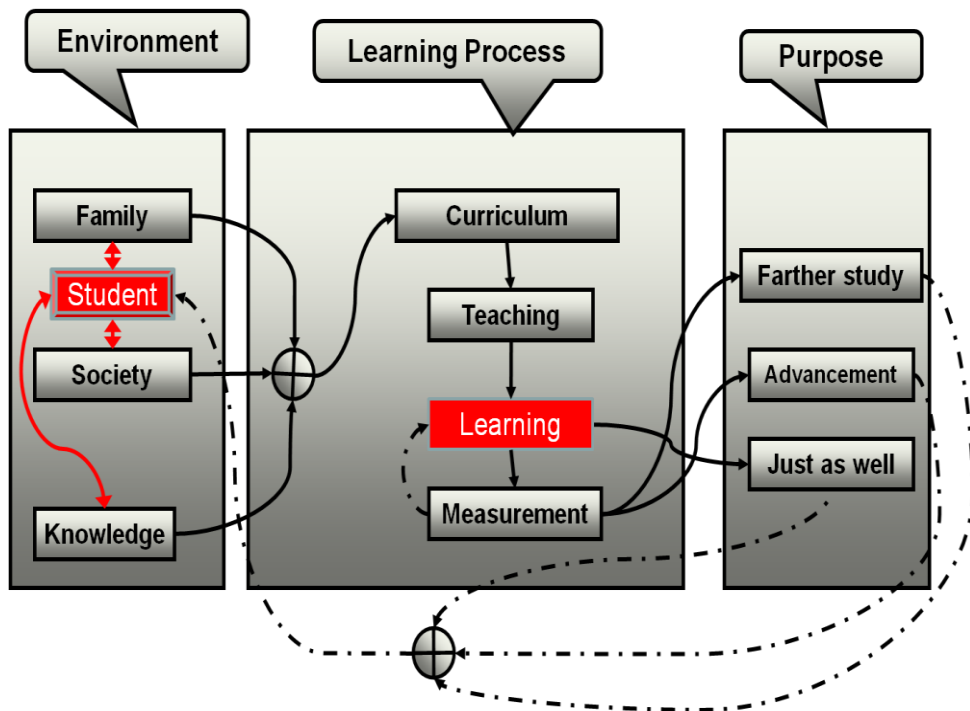 Environment
Learning Process
Purpose
Family
Student
Society
Knowledge
Curriculum
Teaching
Learning
Measurement
Farther study
Advancement
Just as well